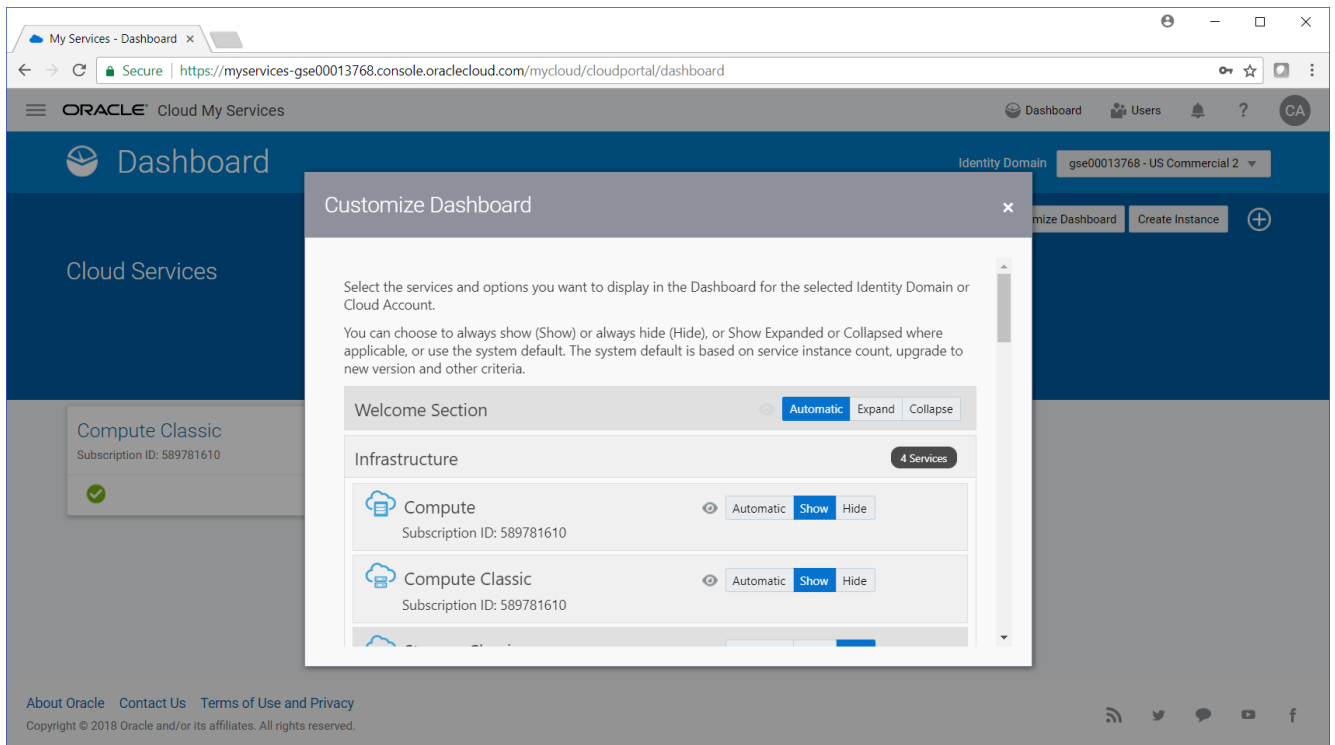 My Services - Dashboard
Secure | https://myservices-gse00013768.console.oraclecloud.com/mycloud/cloudportal/dashboard
ORACLE Cloud My Services Dashboard Users ? CA
Dashboard Identity Domain gse00013768 - US Commercial 2
Customize Dashboard
mize Dashboard Create Instance
Cloud Services
Select the services and options you want to display in the Dashboard for the selected Identity Domain or
Cloud Account.
You can choose to always show (Show) or always hide (Hide), or Show Expanded or Collapsed where
applicable, or use the system default. The system default is based on service instance count, upgrade to
new version and other criteria.
Welcome Section Automatic Expand Collapse
Compute Classic
Subscription ID: 589781610
Infrastructure 4 Services
Compute Automatic Show Hide
Subscription ID: 589781610
Compute Classic Automatic Show Hide
Subscription ID: 589781610
About Oracle Contact Us Terms of Use and Privacy
Copyright © 2018 Oracle and/or its affiliates. All rights reserved.